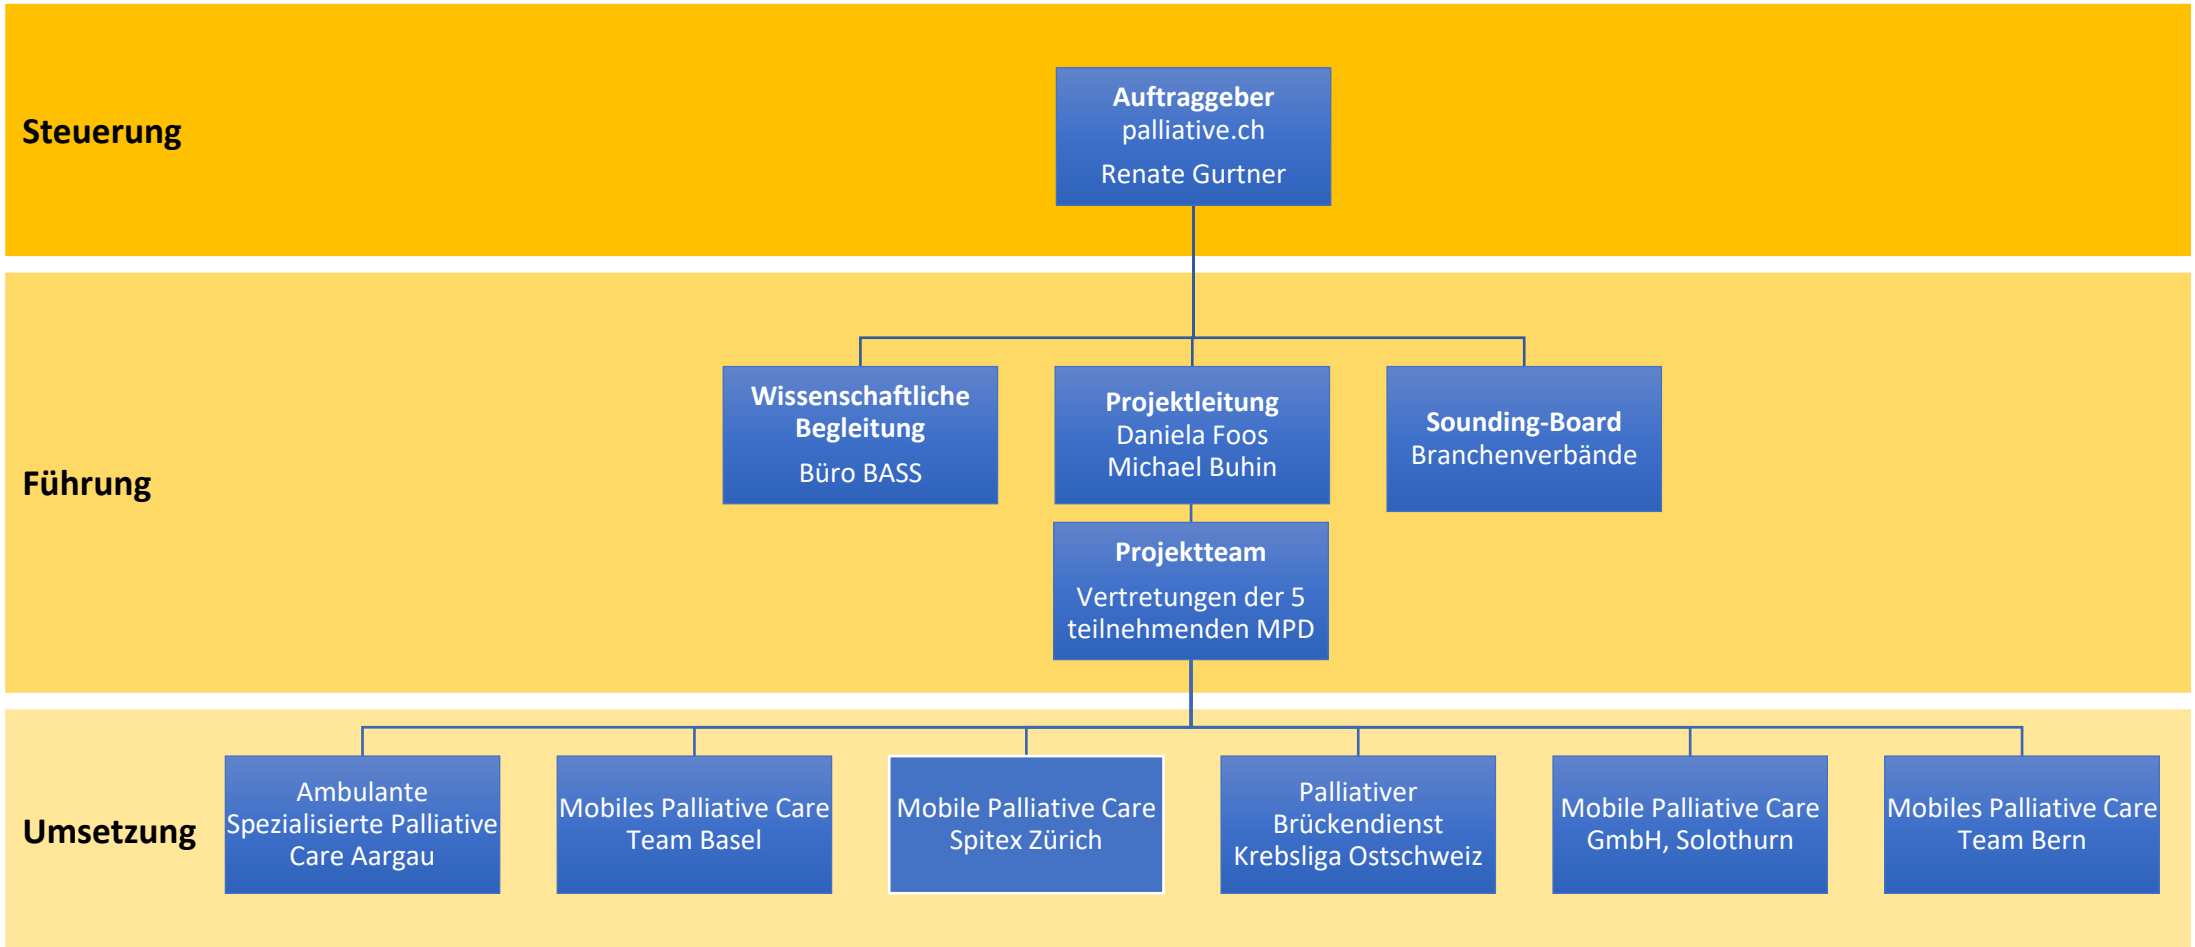 Steuerung
Auftraggeber
palliative.ch
Renate Gurtner
Führung
Wissenschaftliche
Begleitung
Büro BASS
Projektleitung
Daniela Foos
Michael Buhin
Sounding-Board
Branchenverbände
Projektteam
Vertretungen der 5
teilnehmenden MPD
Umsetzung
Ambulante
Spezialisierte Palliative
Care Aargau
Mobiles Palliative Care
Team Basel
Mobile Palliative Care
Spitex Zürich
Palliativer
Brückendienst
Krebsliga Ostschweiz
Mobile Palliative Care
GmbH, Solothurn
Mobiles Palliative Care
Team Bern